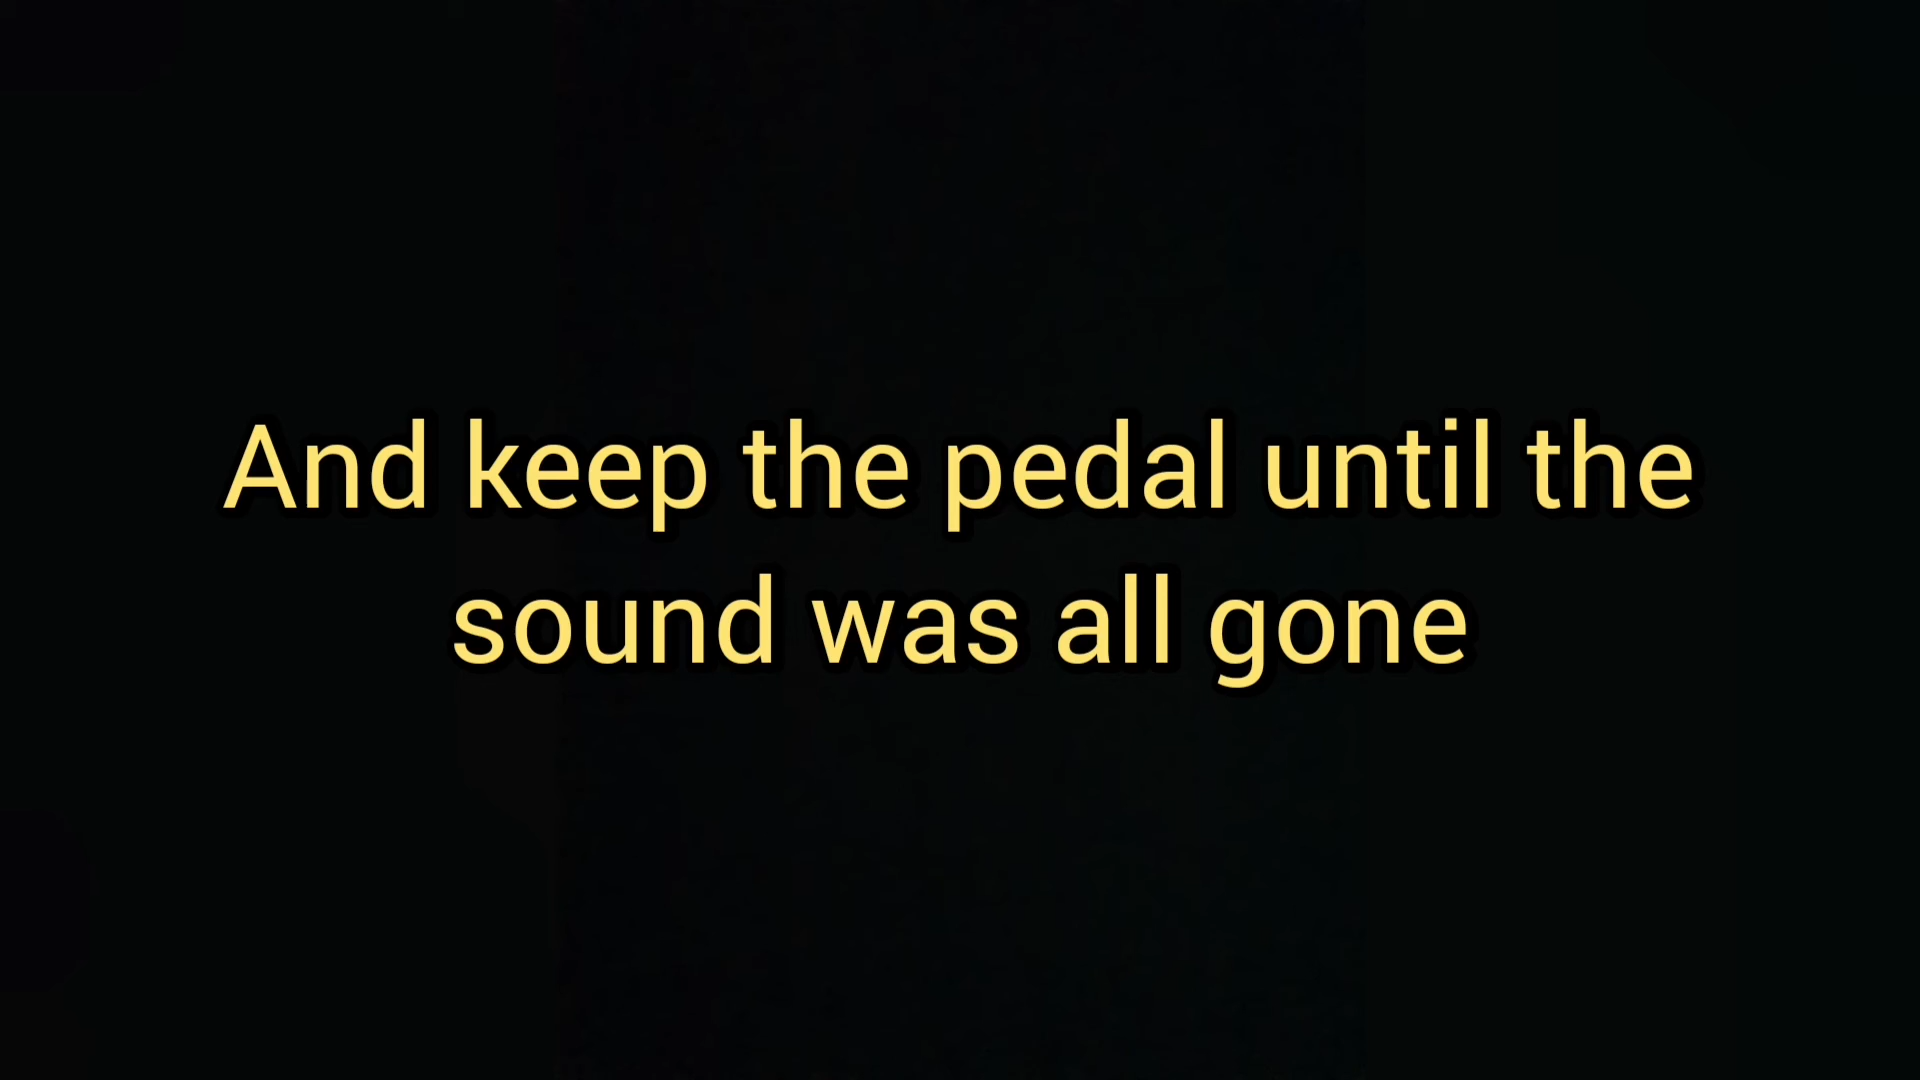 And keep the pedal until the
sound was all gone